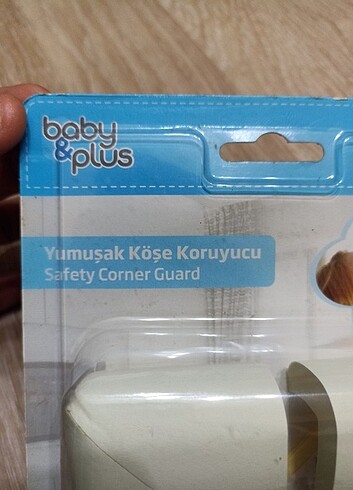 baby
&plus
Yumuşak Köşe Koruyucu
Safety Corner Guard